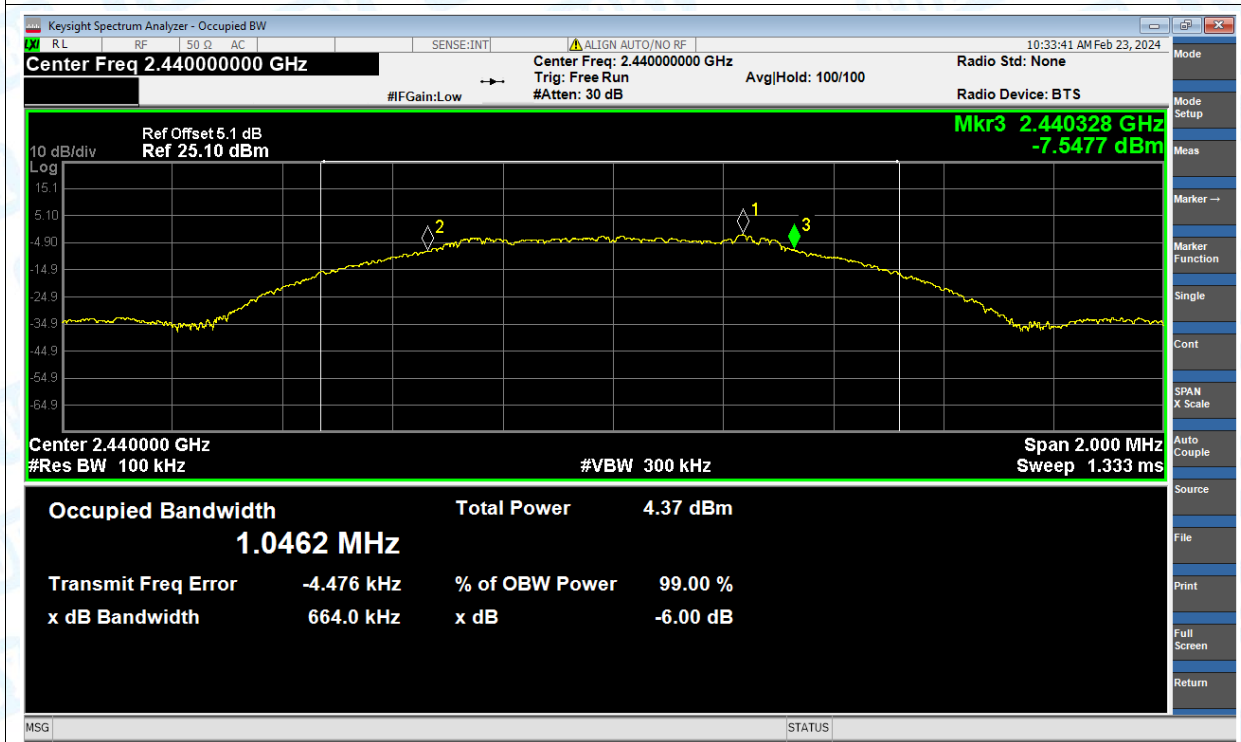 Keysight Spectrum Analyzer - Occupied BW
LXI RL RF 50 Ω AC SENSE:INT ALIGN AUTO/NO RF 10:33:41 AM Feb 23, 2024
Center Freq 2.440000000 GHz Center Freq: 2.440000000 GHz Radio Std: None
Trig: Free Run Avg|Hold: 100/100
#IFGain:Low #Atten: 30 dB Radio Device: BTS
Mkr3 2.440328 GHz
-7.5477 dBm
Ref Offset 5.1 dB
10 dB/div Ref 25.10 dBm
Log
15.1
5.10
-4.90
-14.9
-24.9
-34.9
-44.9
-54.9
-64.9
2
1
3
Center 2.440000 GHz Span 2.000 MHz
#Res BW 100 kHz #VBW 300 kHz Sweep 1.333 ms
Occupied Bandwidth Total Power 4.37 dBm
1.0462 MHz
Transmit Freq Error -4.476 kHz % of OBW Power 99.00 %
x dB Bandwidth 664.0 kHz x dB -6.00 dB
MSG STATUS
Mode
Mode
Setup
Meas
Marker →
Marker
Function
Single
Cont
SPAN
X Scale
Auto
Couple
Source
File
Print
Full
Screen
Return